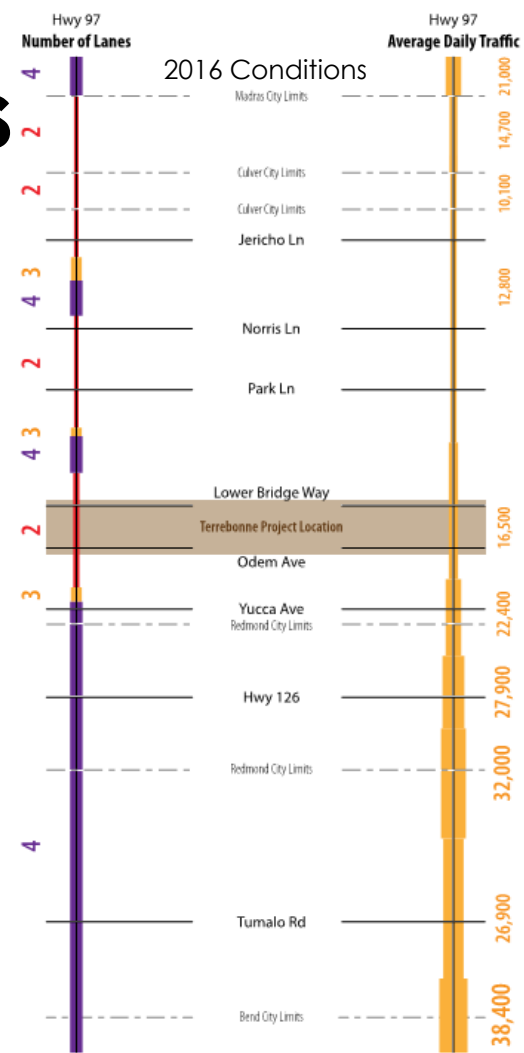 Hwy 97
Number of Lanes
Hwy 97
Average Daily Traffic
2016 Conditions
s
4
21,000
Madras City Limits
2
14,700
Culver City Limits
2
10,100
Culver City Limits
Jericho Ln
3
12,800
4
Norris Ln
2
Park Ln
3
4
Lower Bridge Way
2
Terrebonne Project Location
16,500
Odem Ave
3
Yucca Ave
22,400
Redmond City Limits
Hwy 126
27,900
Redmond City Limits
32,000
4
Tumalo Rd
26,900
Bend City Limits
38,400